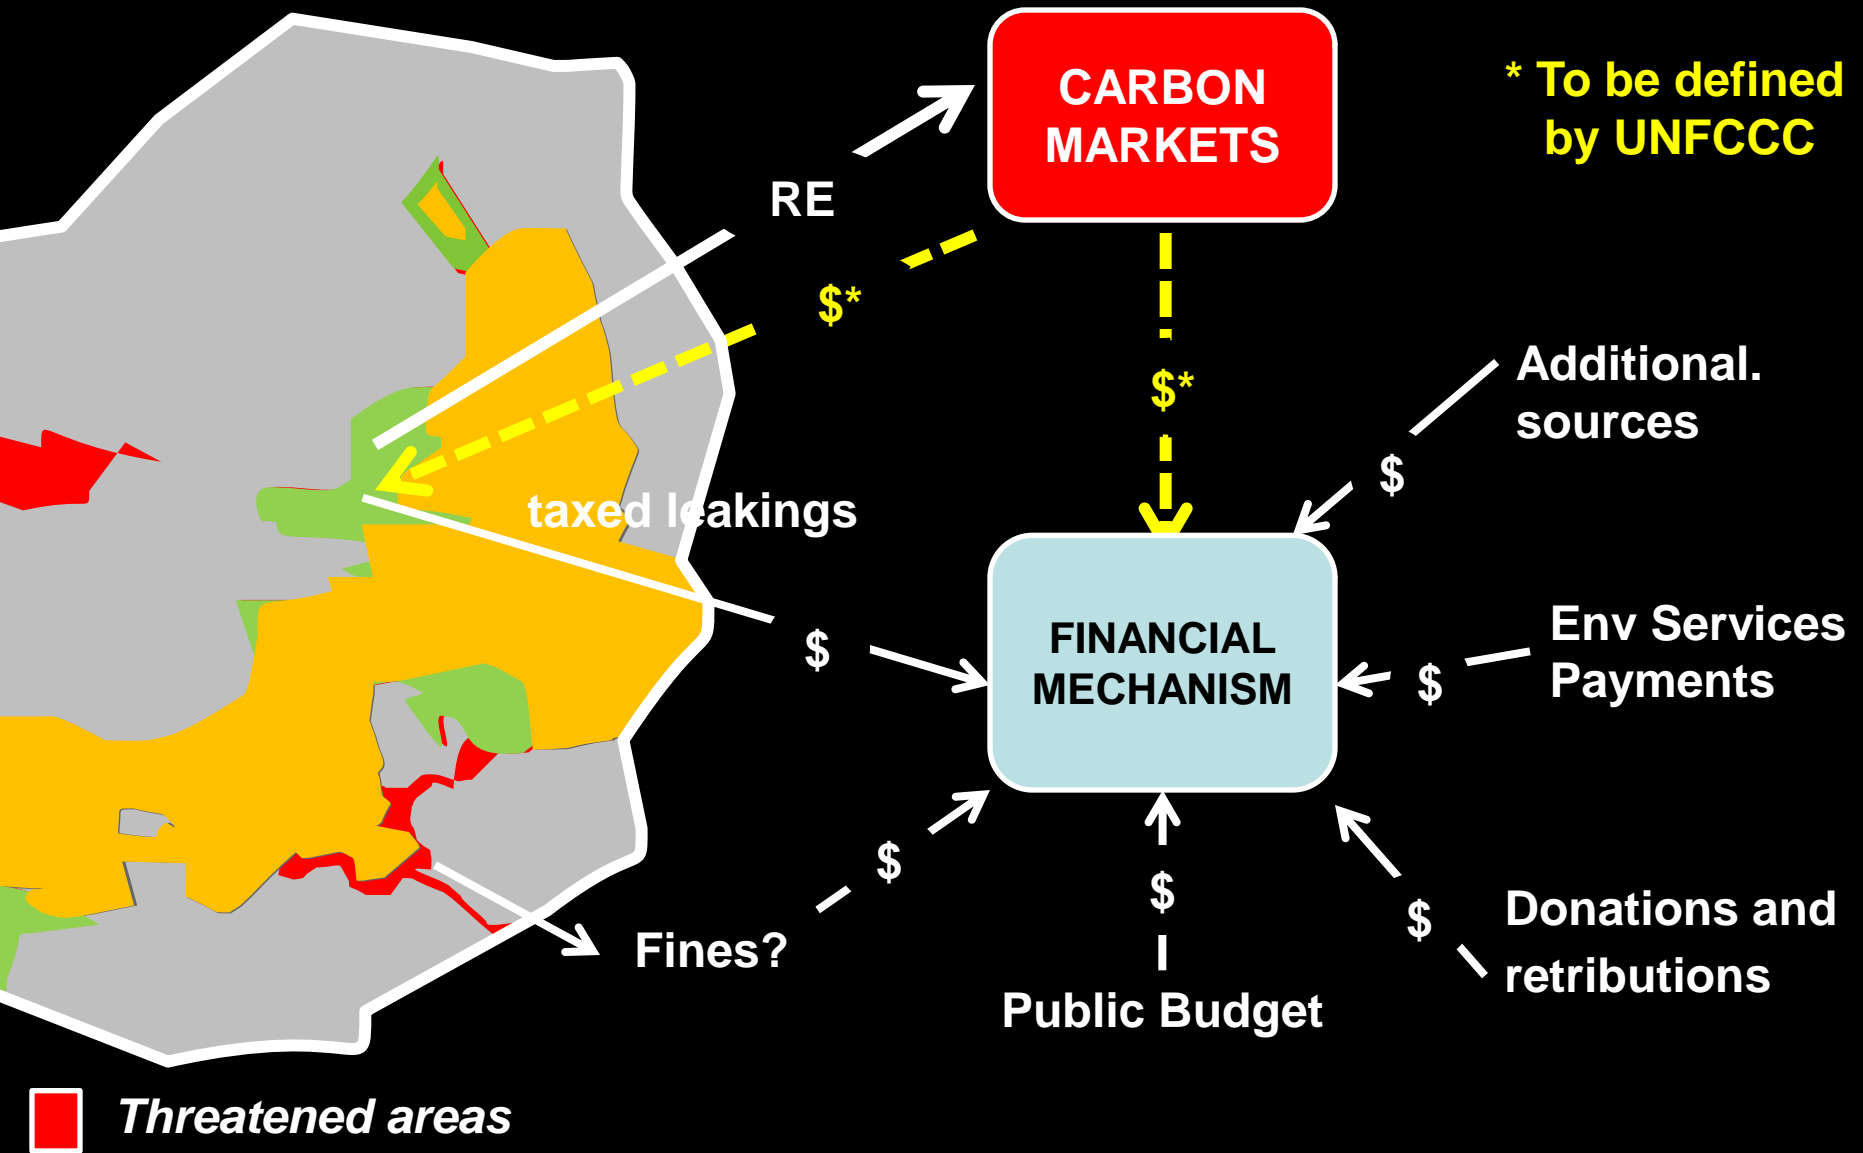 CARBON
MARKETS
* To be defined
by UNFCCC
RE
$*
$*
Additional.
sources
$
taxed leakings
$
FINANCIAL
MECHANISM
Env Services
Payments
$
$
Fines?
$
Public Budget
$
Donations and
retributions
Threatened areas